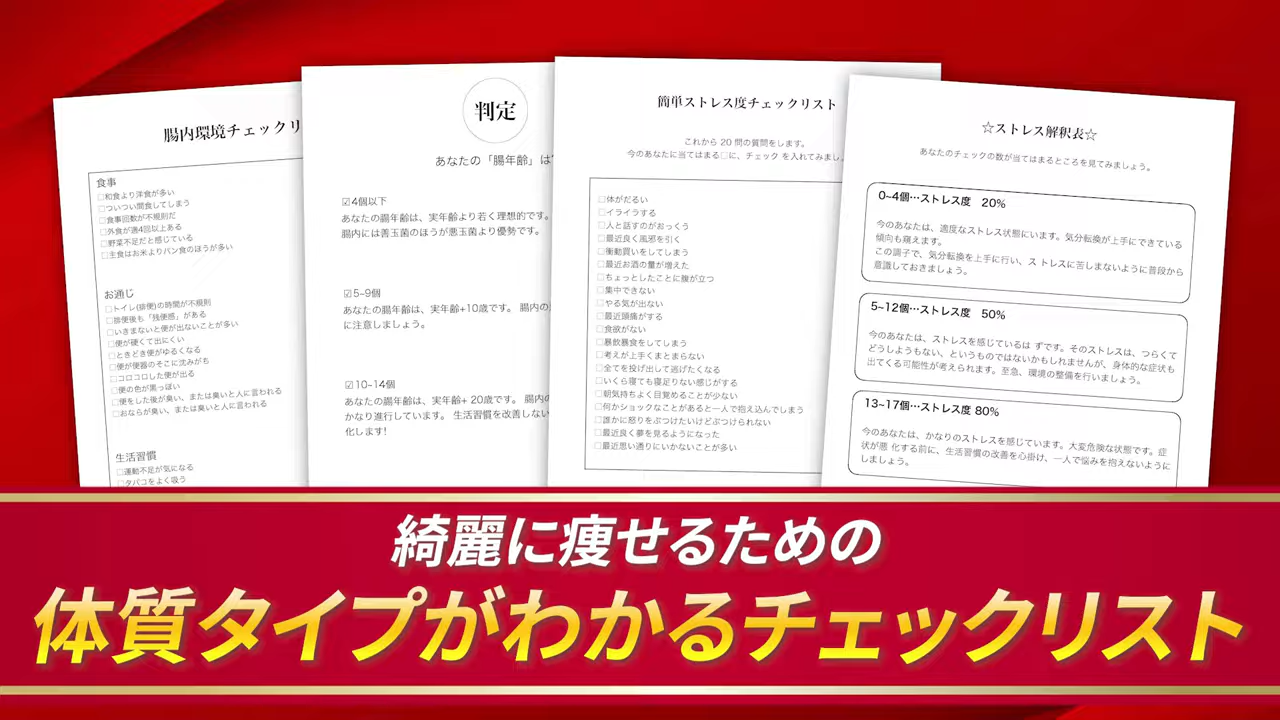 腸内環境チェックリ
食事
□和食より洋食が多い
□ついつい間食してしまう
□食事回数が不規則だ
□外食が週4回以上ある
□野菜不足だと感じている
□主食はお米よりパン食のほうが多い
お通じ
□トイレ(排便)の時間が不規則
□排便後も「残便感」がある
□いきまないと便が出ないことが多い
□便が硬くて出にくい
□ときどき便がゆるくなる
□便が便器のそこに沈みがち
□コロコロした便が出る
□便の色が黒っぽい
□便をした後が臭い、または臭いと人に言われる
□おならが臭い、または臭いと人に言われる
生活習慣
□運動不足が気になる
□タバコをよく吸う
判定
あなたの「腸年齢」は
☑4個以下
あなたの腸年齢は、実年齢より若く理想的です。
腸内には善玉菌のほうが悪玉菌より優勢です。
☑5~9個
あなたの腸年齢は、実年齢+10歳です。 腸内の
に注意しましょう。
☑10~14個
あなたの腸年齢は、実年齢+ 20歳です。 腸内の
かなり進行しています。 生活習慣を改善しない
化します!
簡単ストレス度チェックリスト
これから 20 問の質問をします。
今のあなたに当てはまる□に、チェック を入れてみまし
□体がだるい
□イライラする
□人と話すのがおっくう
□最近良く風邪を引く
□衝動買いをしてしまう
□最近お酒の量が増えた
□ちょっとしたことに腹が立つ
□集中できない
□やる気が出ない
□最近頭痛がする
□食欲がない
□暴飲暴食をしてしまう
□考えが上手くまとまらない
□全てを投げ出して逃げたくなる
□いくら寝ても寝足りない感じがする
□朝気持ちよく目覚めることが少ない
□何かショックなことがあると一人で抱え込んでしまう
□誰かに怒りをぶつけたいけどぶつけられない
□最近良く夢を見るようになった
□最近思い通りにいかないことが多い
☆ストレス解釈表☆
あなたのチェックの数が当てはまるところを見てみましょう。
0~4個…ストレス度 20%
今のあなたは、適度なストレス状態にいます。気分転換が上手にできている
傾向も窺えます。
この調子で、気分転換を上手に行い、ス トレスに苦しまないように普段から
意識しておきましょう。
5~12個…ストレス度 50%
今のあなたは、ストレスを感じているは ずです。そのストレスは、つらくて
どうしようもない、というものではないかもしれませんが、身体的な症状も
出てくる可能性が考えられます。至急、環境の整備を行いましょう。
13~17個…ストレス度 80%
今のあなたは、かなりのストレスを感じています。大変危険な状態です。症
状が悪 化する前に、生活習慣の改善を心掛け、一人で悩みを抱えないように
しましょう。
綺麗に痩せるための
体質タイプがわかるチェックリスト